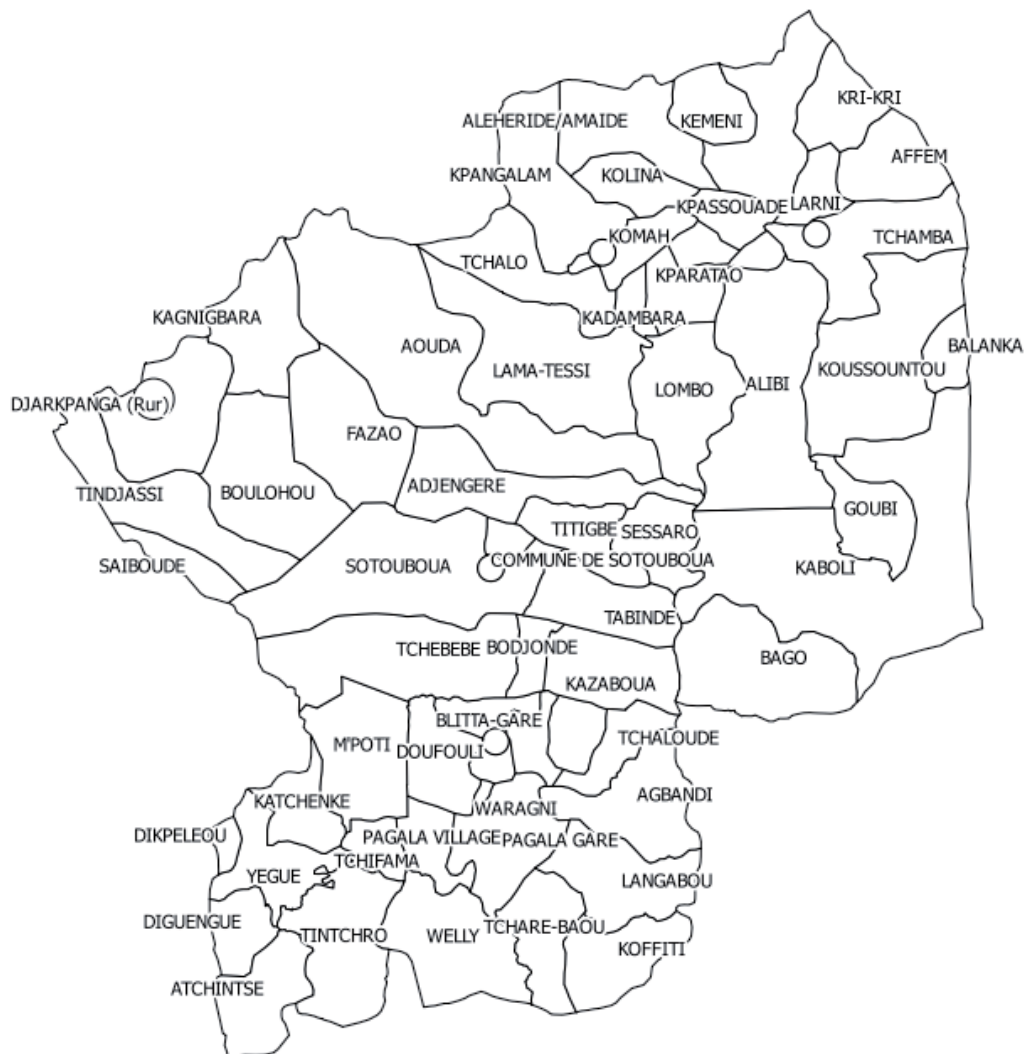 KRI-KRI
ALEHERIDE/AMAIDE
KEMENI
AFFEM
KPANGALAM
KOLINA
KPASSOUADE
LARNI
KOMAH
TCHAMBA
TCHALO
KPARATAO
KAGNIGBARA
KADAMBARA
AOUDA
BALANKA
LAMA-TESSI
KOUSSOUNTOU
LOMBO
ALIBI
DJARKPANGA (Rur)
FAZAO
TINDJASSI
BOULOHOU
ADJENGERE
GOUBI
TITIGBE
SESSARO
SAIBOUDE
SOTOUBOUA
COMMUNE DE SOTOUBOUA
KABOLI
TABINDE
TCHEBEBE
BODJONDE
BAGO
KAZABOUA
BLITTA-GARE
M'POTI
DOUFOULI
TCHALOUDE
KATCHENKE
WARAGNI
AGBANDI
DIKPELEOU
PAGALA VILLAGE
PAGALA GARE
TCHIFAMA
YEGUE
LANGABOU
DIGUENGUE
TINTCHRO
WELLY
TCHARE-BAOU
KOFFITI
ATCHINTSE